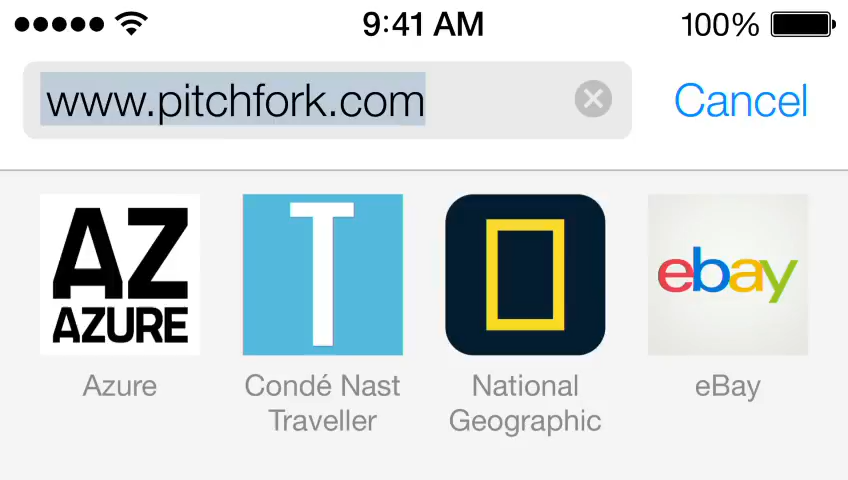 9:41 AM 100%
www.pitchfork.com Cancel
AZ T ebay
AZURE
Azure Condé Nast National eBay
Traveller Geographic